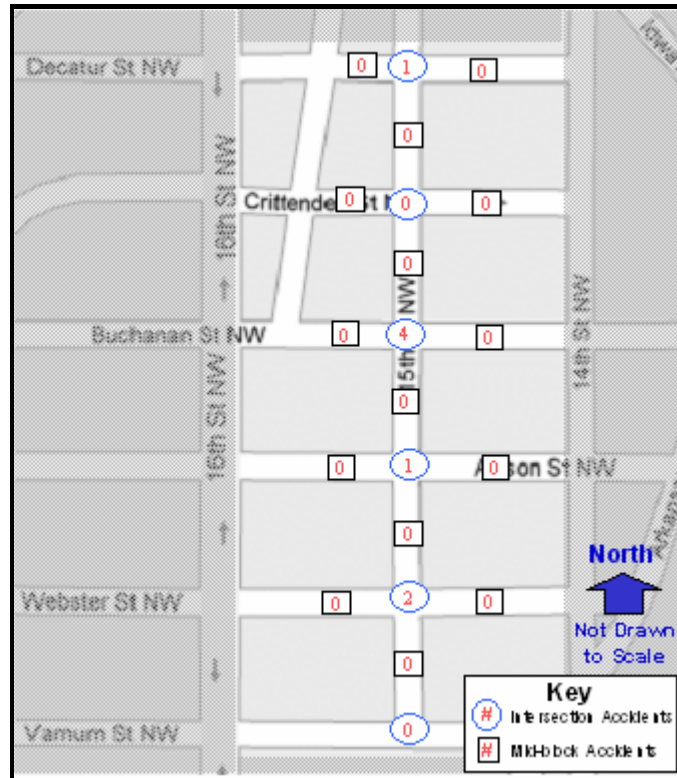 Decatur St NW
0
1
0
0
16th St NW
Crittenden St N
0
0
0
0
Buchanan St NW
0
4
0
15th
NW
14th St NW
0
16th St NW
0
1
0
son St NW
0
North
Webster St NW
0
2
0
Not Drawn
to Scale
0
Varnum St NW
0
Key
# Intersection Accidents
# Mid-block Accidents